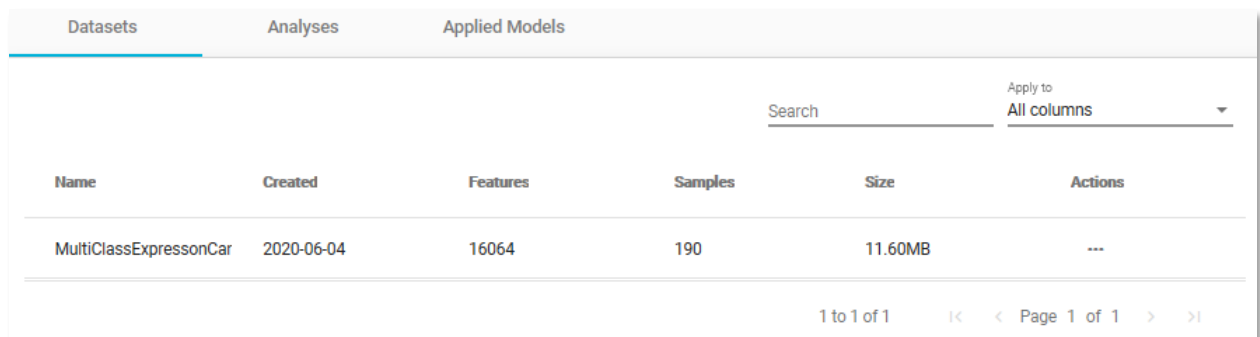 Datasets Analyses Applied Models
Apply to
Search All columns
Name Created Features Samples Size Actions
MultiClassExpressonCar 2020-06-04 16064 190 11.60MB ---
1 to 1 of 1 Page 1 of 1